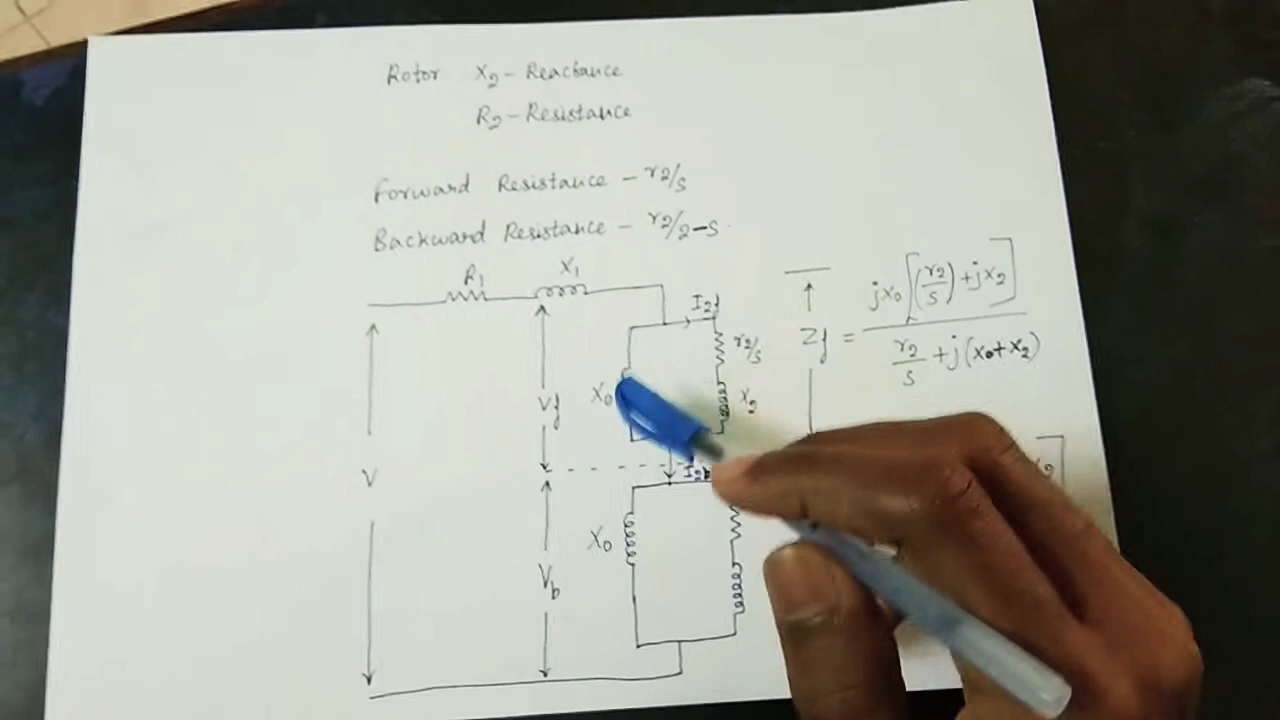 Rotor X2 - Reactance
R2 - Resistance
Forward Resistance - r2/s
Backward Resistance - r2/2-s
R1 X1
I2f
r2/s
X0
X2
Vf
V
I2b
X0
Vb
Zf = jx0[(r2/s)+jx2] / r2/s + j(x0+x2)